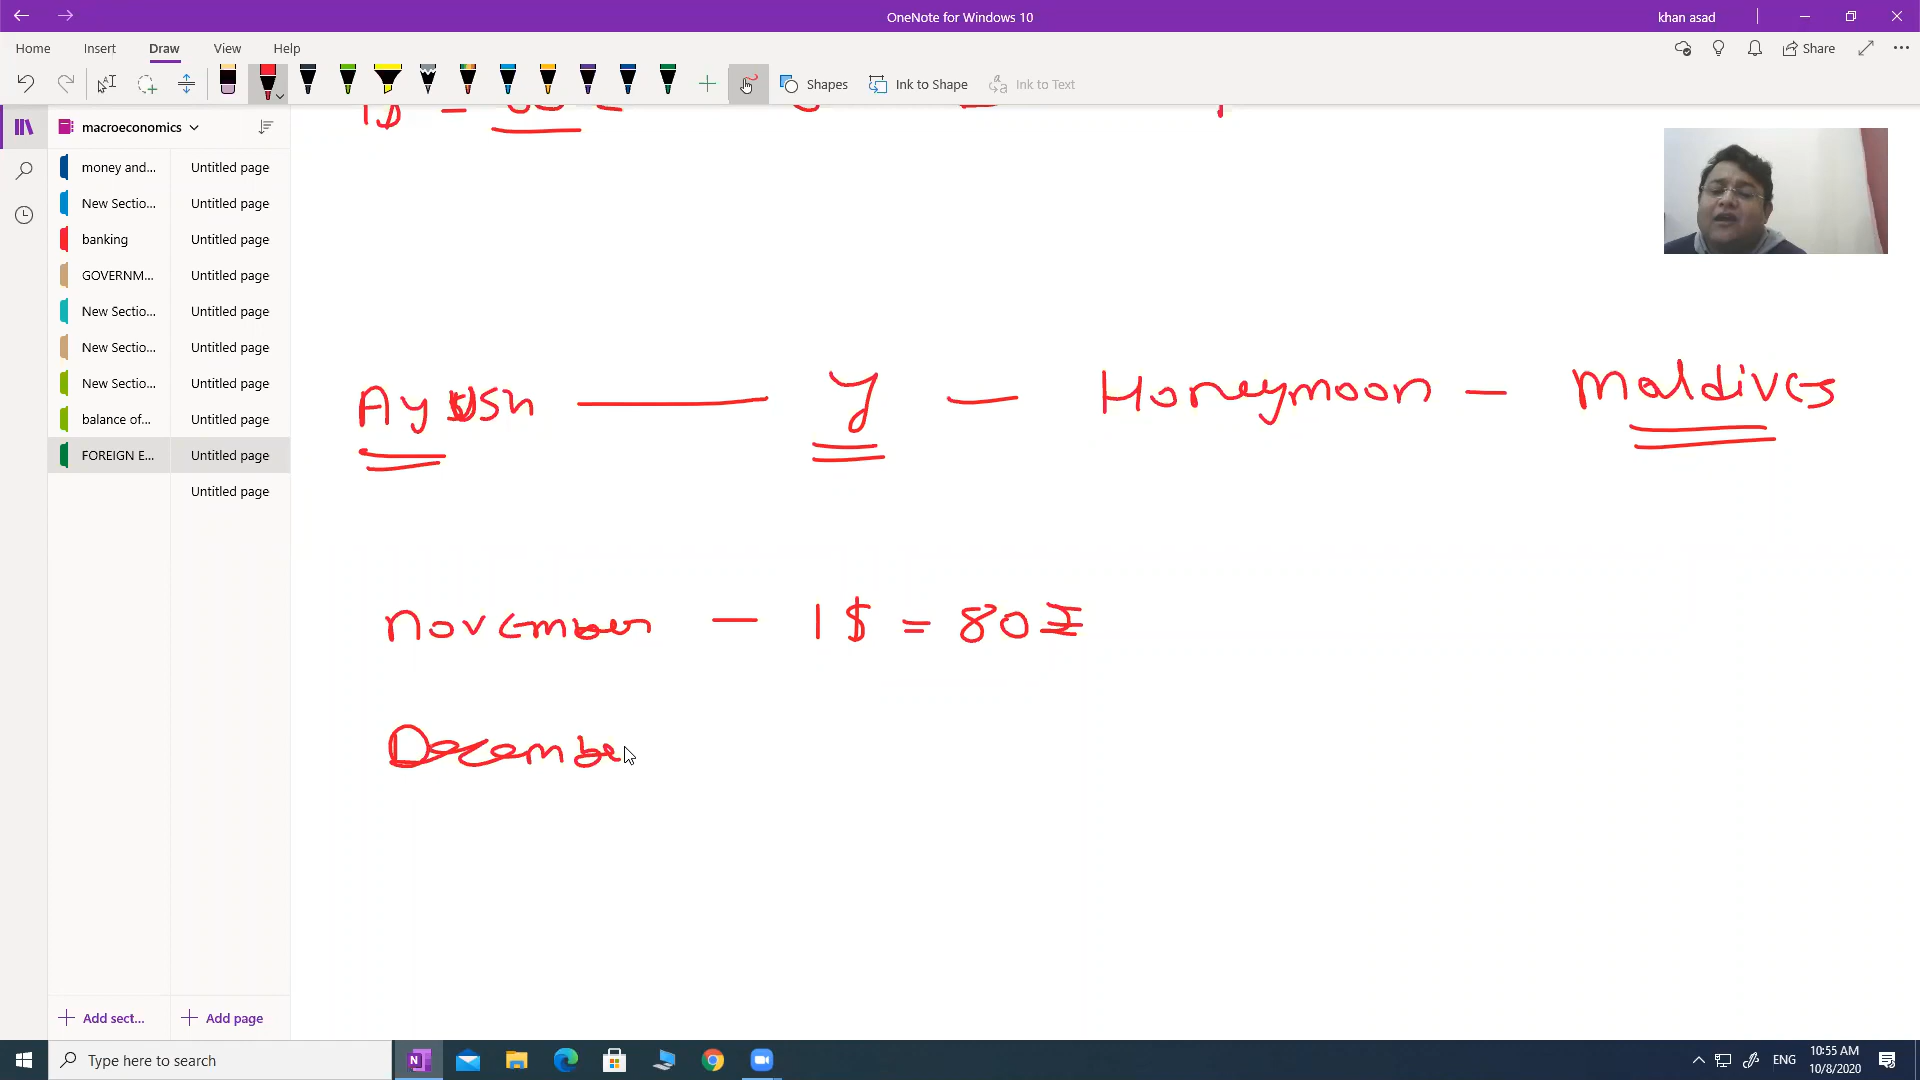 OneNote for Windows 10
khan asad
Home Insert Draw View Help
Share
Shapes Ink to Shape Ink to Text
macroeconomics
money and... Untitled page
New Sectio... Untitled page
banking Untitled page
GOVERNM... Untitled page
New Sectio... Untitled page
New Sectio... Untitled page
New Sectio... Untitled page
balance of... Untitled page
FOREIGN E... Untitled page
Untitled page
Add sect... Add page
1$ =
Ayush — y — Honeymoon — Maldives
November — 1$ = 80₹
Decembe
Type here to search
ENG
10:55 AM
10/8/2020